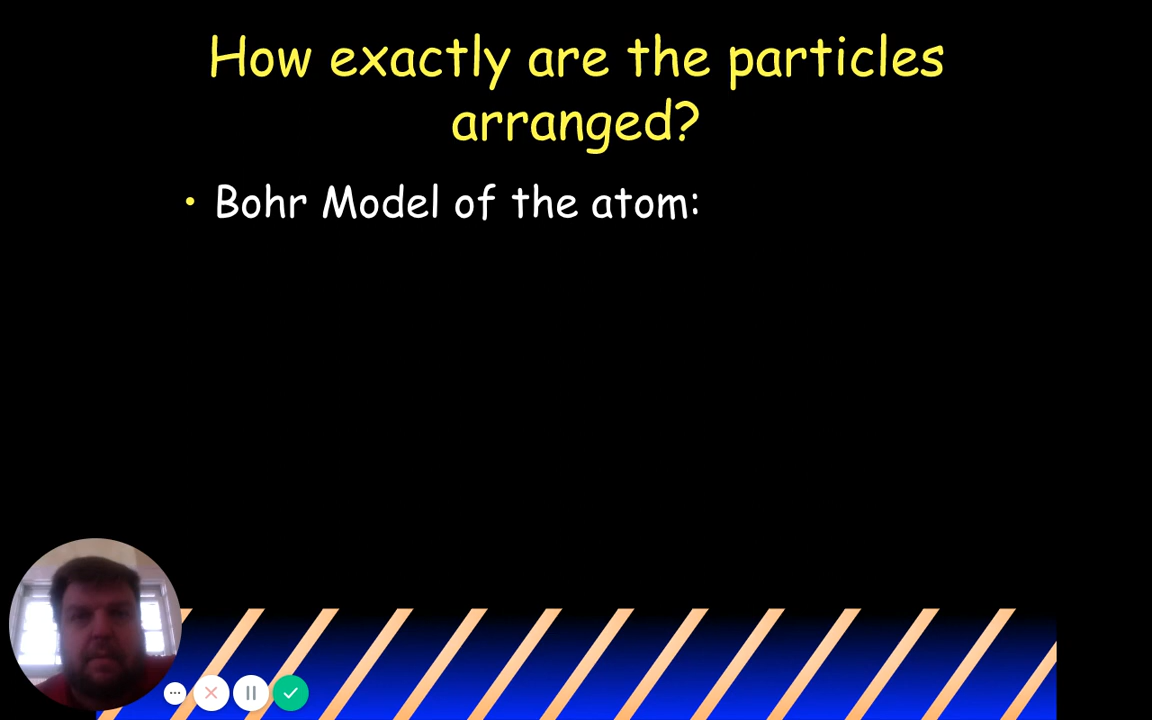 How exactly are the particles
arranged?
• Bohr Model of the atom: